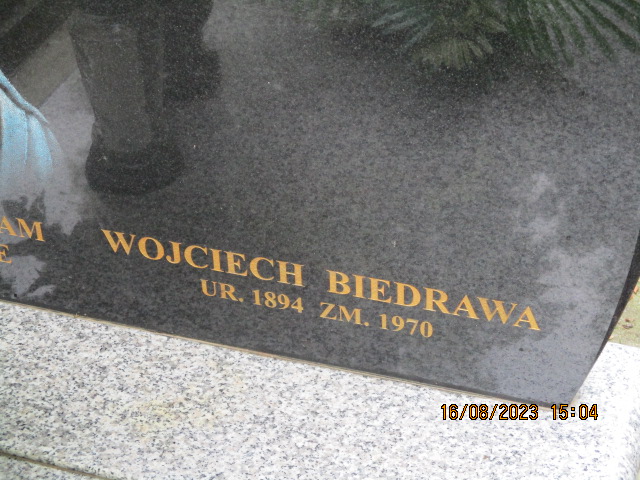 AM
E
WOJCIECH BIEDRAWA
UR. 1894 ZM. 1970
16/08/2023 15:04